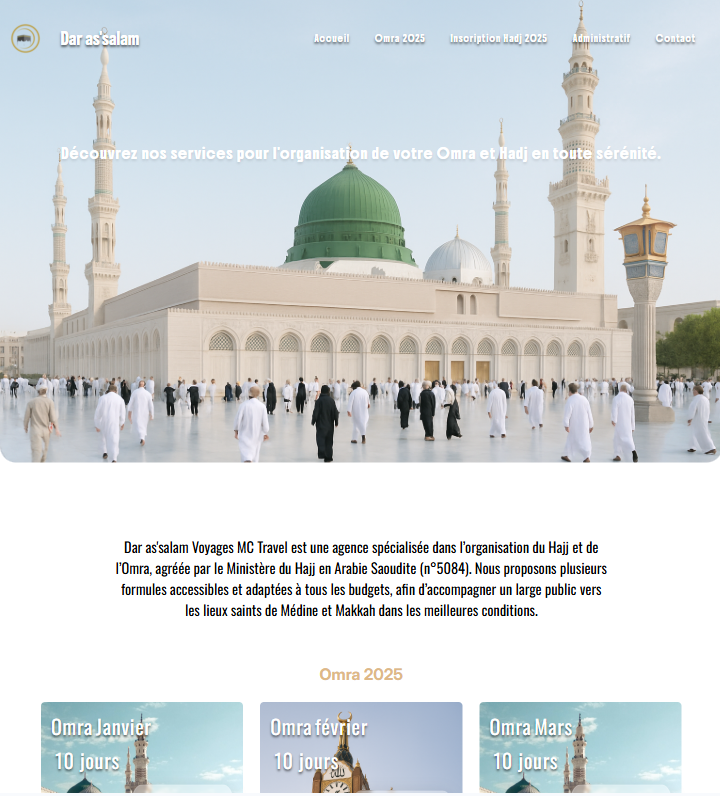 Dar as'salam
Accueil Omra 2025 Inscription Hadj 2025 Administratif Contact
Découvrez nos services pour l'organisation de votre Omra et Hadj en toute sérénité.
Dar as'salam Voyages MC Travel est une agence spécialisée dans l'organisation du Hajj et de
l'Omra, agréée par le Ministère du Hajj en Arabie Saoudite (n°5084). Nous proposons plusieurs
formules accessibles et adaptées à tous les budgets, afin d'accompagner un large public vers
les lieux saints de Médine et Makkah dans les meilleures conditions.
Omra 2025
Omra Janvier
10 jours
Omra février
10 jours
Omra Mars
10 jours